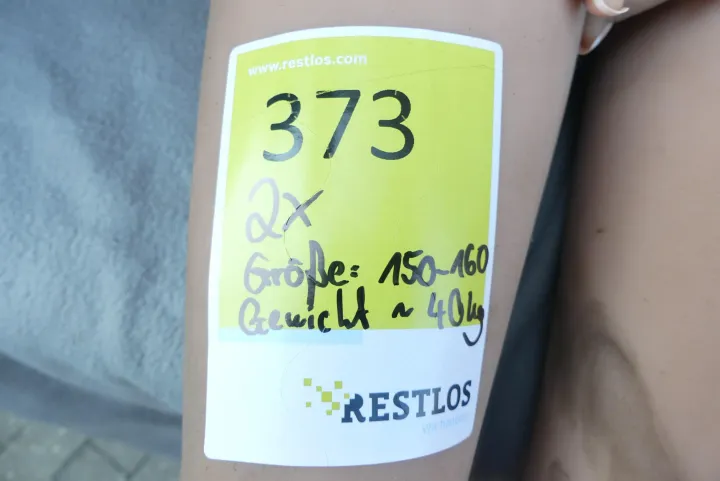 www.restlos.com
373
2x
Größe: 150-160
Gewicht ~ 40kg
RESTLOS